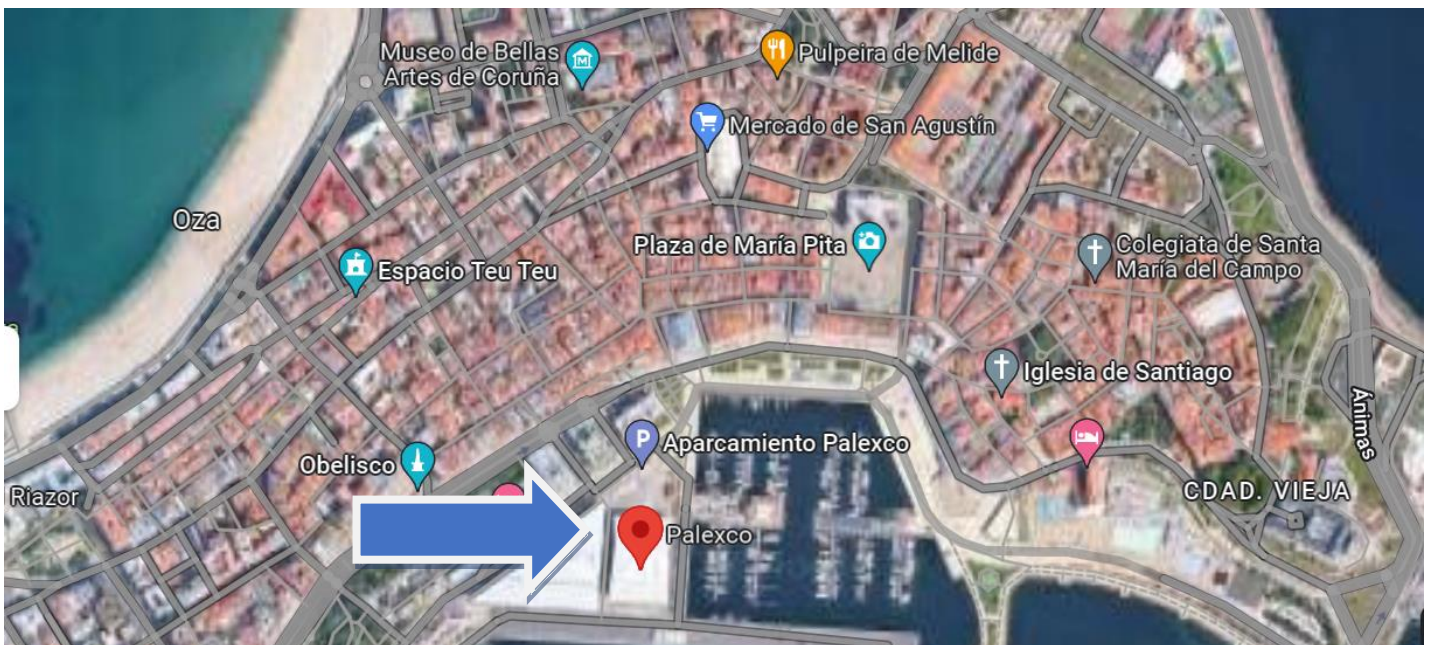 Museo de Bellas
Artes de Coruña
Pulpeira de Melide
Mercado de San Agustín
Oza
Plaza de María Pita
Colegiata de Santa
María del Campo
Espacio Teu Teu
Iglesia de Santiago
Ánimas
Aparcamiento Palexco
P
Obelisco
Riazor
CDAD. VIEJA
Palexco